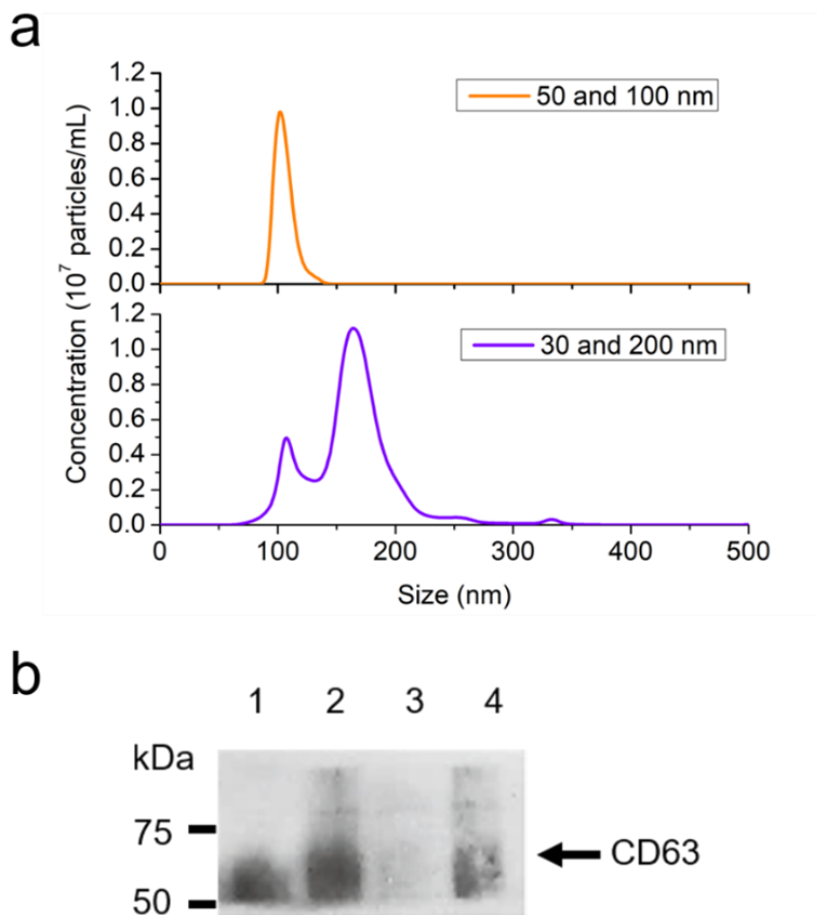 a
1.2
1.0
0.8
0.6
0.4
0.2
0.0
50 and 100 nm
1.2
1.0
0.8
0.6
0.4
0.2
0.0
30 and 200 nm
Concentration (10⁷ particles/mL)
0 100 200 300 400 500
Size (nm)
b
1 2 3 4
kDa
75
50
CD63